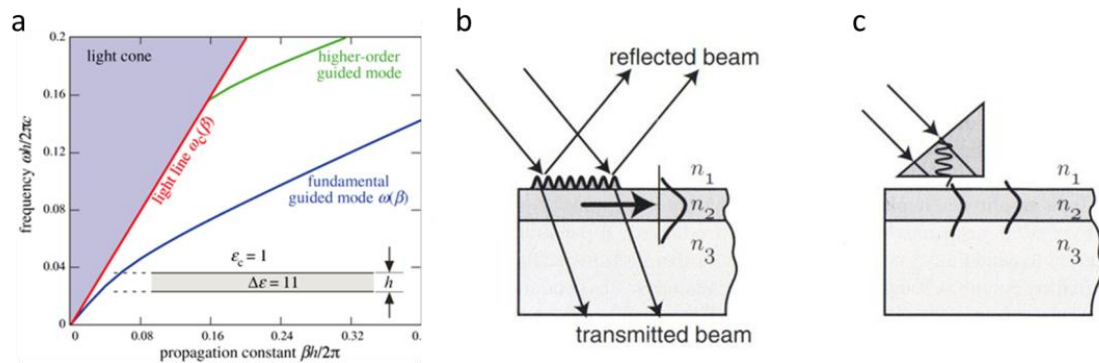 a
0.2
0.16
0.12
0.08
0.04
0
frequency ωh/2πc
light cone
light line ω_c(β)
higher-order
guided mode
fundamental
guided mode ω(β)
ε_c = 1
Δε = 11
h
0
0.08
0.16
0.24
0.32
propagation constant βh/2π
b
reflected beam
n₁
n₂
n₃
transmitted beam
c
n₁
n₂
n₃